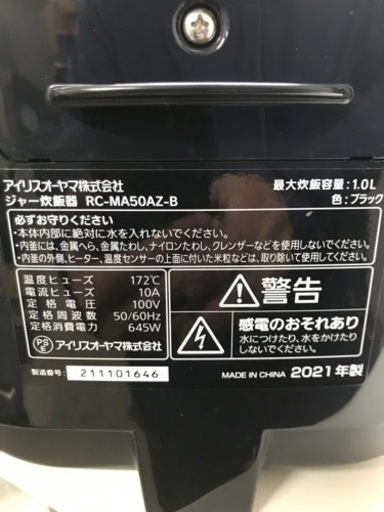 アイリスオーヤマ株式会社
ジャー炊飯器 RC-MA50AZ-B
最大炊飯容量:1.0L
色:ブラック
必ずお守りください
・本体内部に絶対に水を入れないでください。
・内釜には、金属へら、金属たわし、ナイロンたわし、クレンザーなどを使用しないでください。
・内釜の外側、ヒーター、温度センサーの上面に付いた米粒などは、取り除いて使用してください。
温度ヒューズ 172℃
電流ヒューズ 10A
定格電圧 100V
定格周波数 50/60Hz
定格消費電力 645W
PSE アイリスオーヤマ株式会社
製造番号: 211101646
警告
感電のおそれあり
水につけたり、水をかけたり
しないでください。
MADE IN CHINA 2021年製